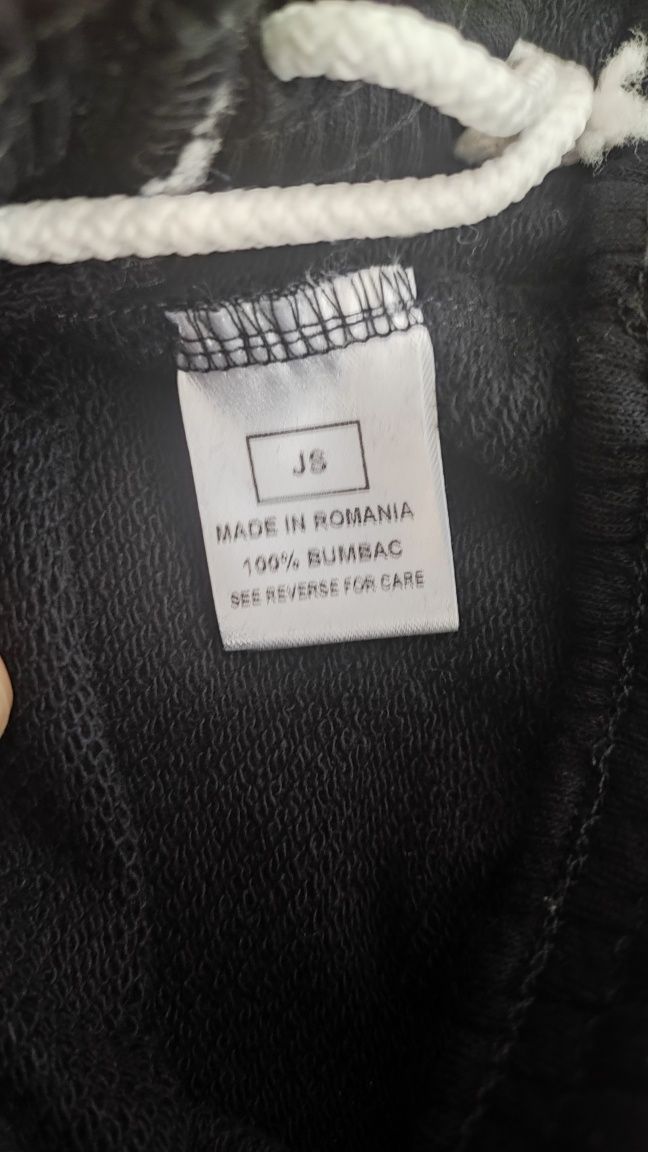 JS
MADE IN ROMANIA
100% BUMBAC
SEE REVERSE FOR CARE